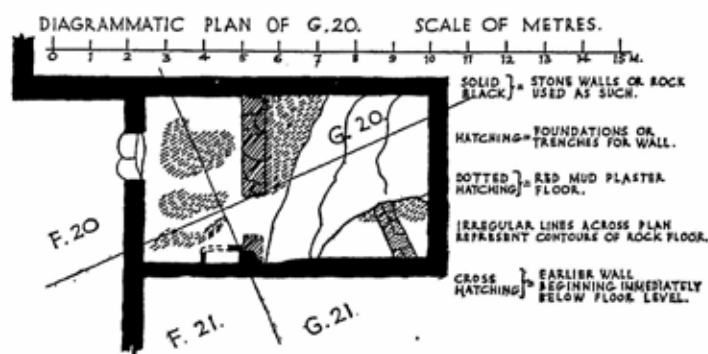 DIAGRAMMATIC PLAN OF G.20. SCALE OF METRES.
0 1 2 3 4 5 6 7 8 9 10 11 12 13 14 15 M.
SOLID BLACK } = STONE WALLS OR ROCK
USED AS SUCH.
HATCHING = FOUNDATIONS OR
TRENCHES FOR WALL.
DOTTED HATCHING } = RED MUD PLASTER
FLOOR.
IRREGULAR LINES ACROSS PLAN
REPRESENT CONTOURS OF ROCK FLOOR.
CROSS HATCHING } = EARLIER WALL
BEGINNING IMMEDIATELY
BELOW FLOOR LEVEL.
G. 20.
F. 20
F. 21.
G. 21.